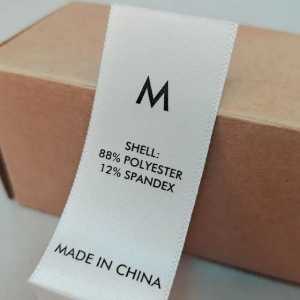 M
SHELL:
88% POLYESTER
12% SPANDEX
MADE IN CHINA